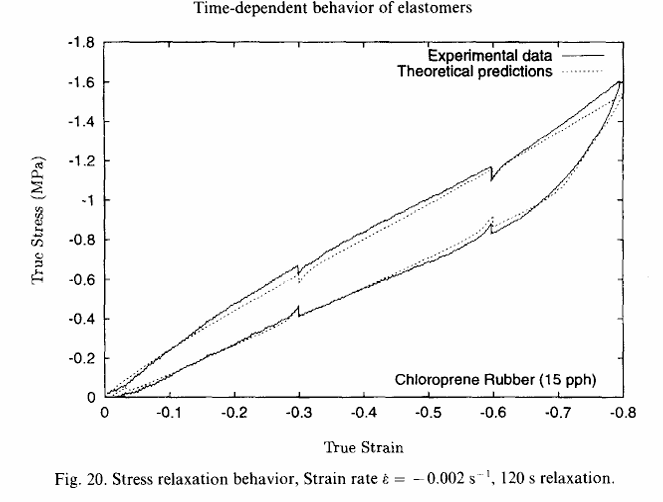 Time-dependent behavior of elastomers
-1.8
-1.6
-1.4
-1.2
-1
-0.8
-0.6
-0.4
-0.2
0
True Stress (MPa)
Experimental data
Theoretical predictions
Chloroprene Rubber (15 pph)
0 -0.1 -0.2 -0.3 -0.4 -0.5 -0.6 -0.7 -0.8
True Strain
Fig. 20. Stress relaxation behavior, Strain rate ε̇ = −0.002 s⁻¹, 120 s relaxation.